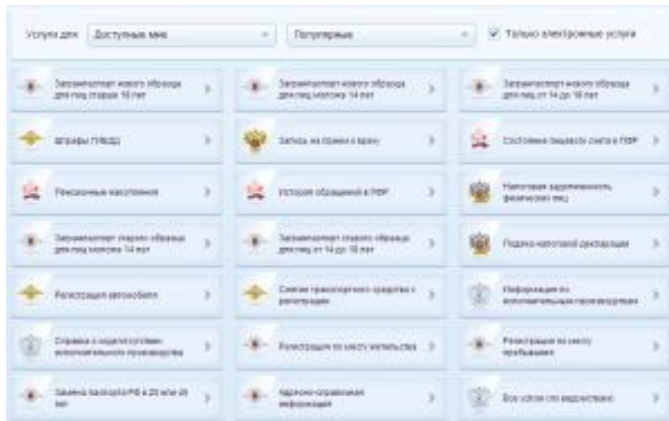 Услуги для: Доступные мне Популярные Только электронные услуги
Загранпаспорт нового образца
для лиц старше 18 лет
Загранпаспорт нового образца
для лиц моложе 14 лет
Загранпаспорт нового образца
для лиц от 14 до 18 лет
Штрафы ГИБДД
Запись на прием к врачу
Состояние лицевого счета в ПФР
Пенсионные накопления
История обращений в ПФР
Налоговая задолженность
физических лиц
Загранпаспорт старого образца
для лиц моложе 14 лет
Загранпаспорт старого образца
для лиц от 14 до 18 лет
Подача налоговой декларации
Регистрация автомобиля
Снятие транспортного средства с
регистрации
Информация по
исполнительным производствам
Справка о ходе
исполнительного производства
Регистрация по месту жительства
Регистрация по месту
пребывания
Замена паспорта РФ в 20 или 45
лет
Адресно-справочная
информация
Все услуги (по ведомствам)